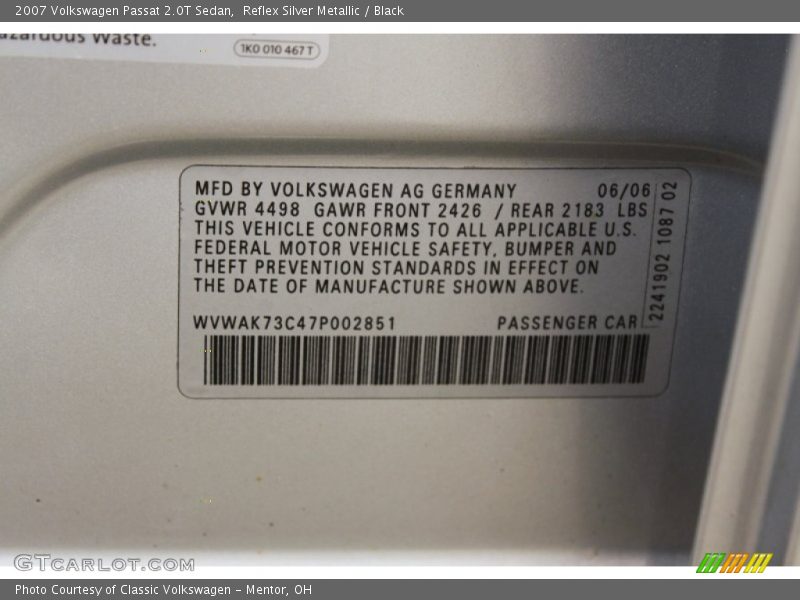 2007 Volkswagen Passat 2.0T Sedan, Reflex Silver Metallic / Black
Waste.
1K0 010 467 T
MFD BY VOLKSWAGEN AG GERMANY 06/06
GVWR 4498 GAWR FRONT 2426 / REAR 2183 LBS
THIS VEHICLE CONFORMS TO ALL APPLICABLE U.S.
FEDERAL MOTOR VEHICLE SAFETY, BUMPER AND
THEFT PREVENTION STANDARDS IN EFFECT ON
THE DATE OF MANUFACTURE SHOWN ABOVE.
WVWAK73C47P002851 PASSENGER CAR
2241902 1087 02
GTCARLOT.COM
Photo Courtesy of Classic Volkswagen - Mentor, OH